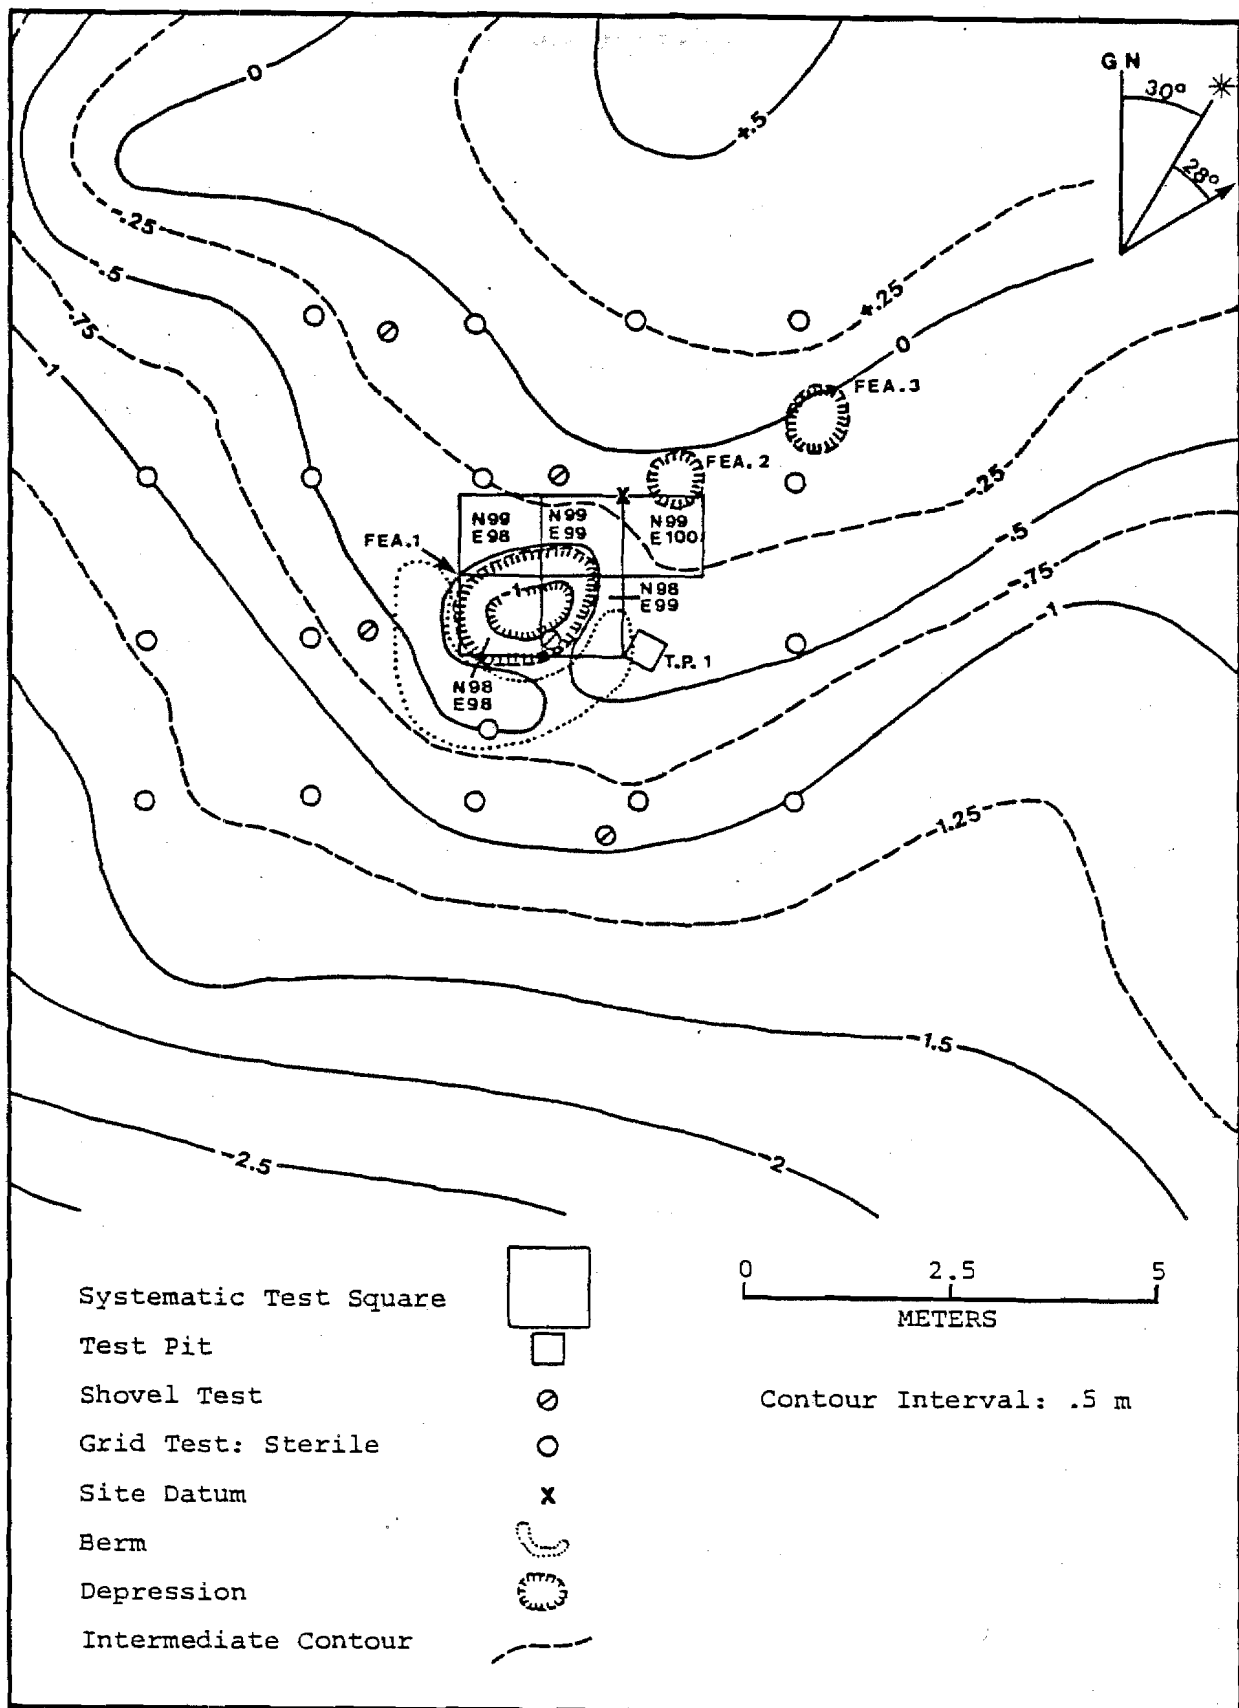 G N
30°
28°
0
+.5
-.25
-.5
+.25
-.75
0
-1
FEA.3
FEA.2
-.25
N99
E98
N99
E99
N99
E100
-.5
FEA.1
-.75
-1
N98
E99
-1
T.P. 1
N98
E98
-1.25
-1.5
-2.5
-2
Systematic Test Square
Test Pit
Shovel Test
Grid Test: Sterile
Site Datum
X
Berm
Depression
Intermediate Contour
0
2.5
5
METERS
Contour Interval: .5 m